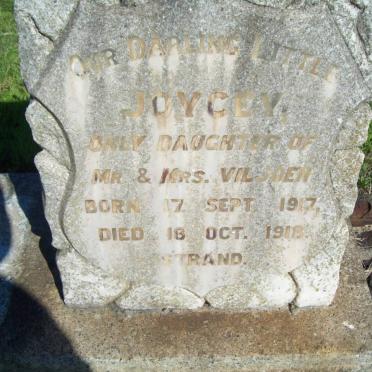 OUR DARLING LITTLE
JOYCEY,
ONLY DAUGHTER OF
MR & MRS. VILJOEN
BORN 17 SEPT. 1917,
DIED 18 OCT. 1918.
STRAND.